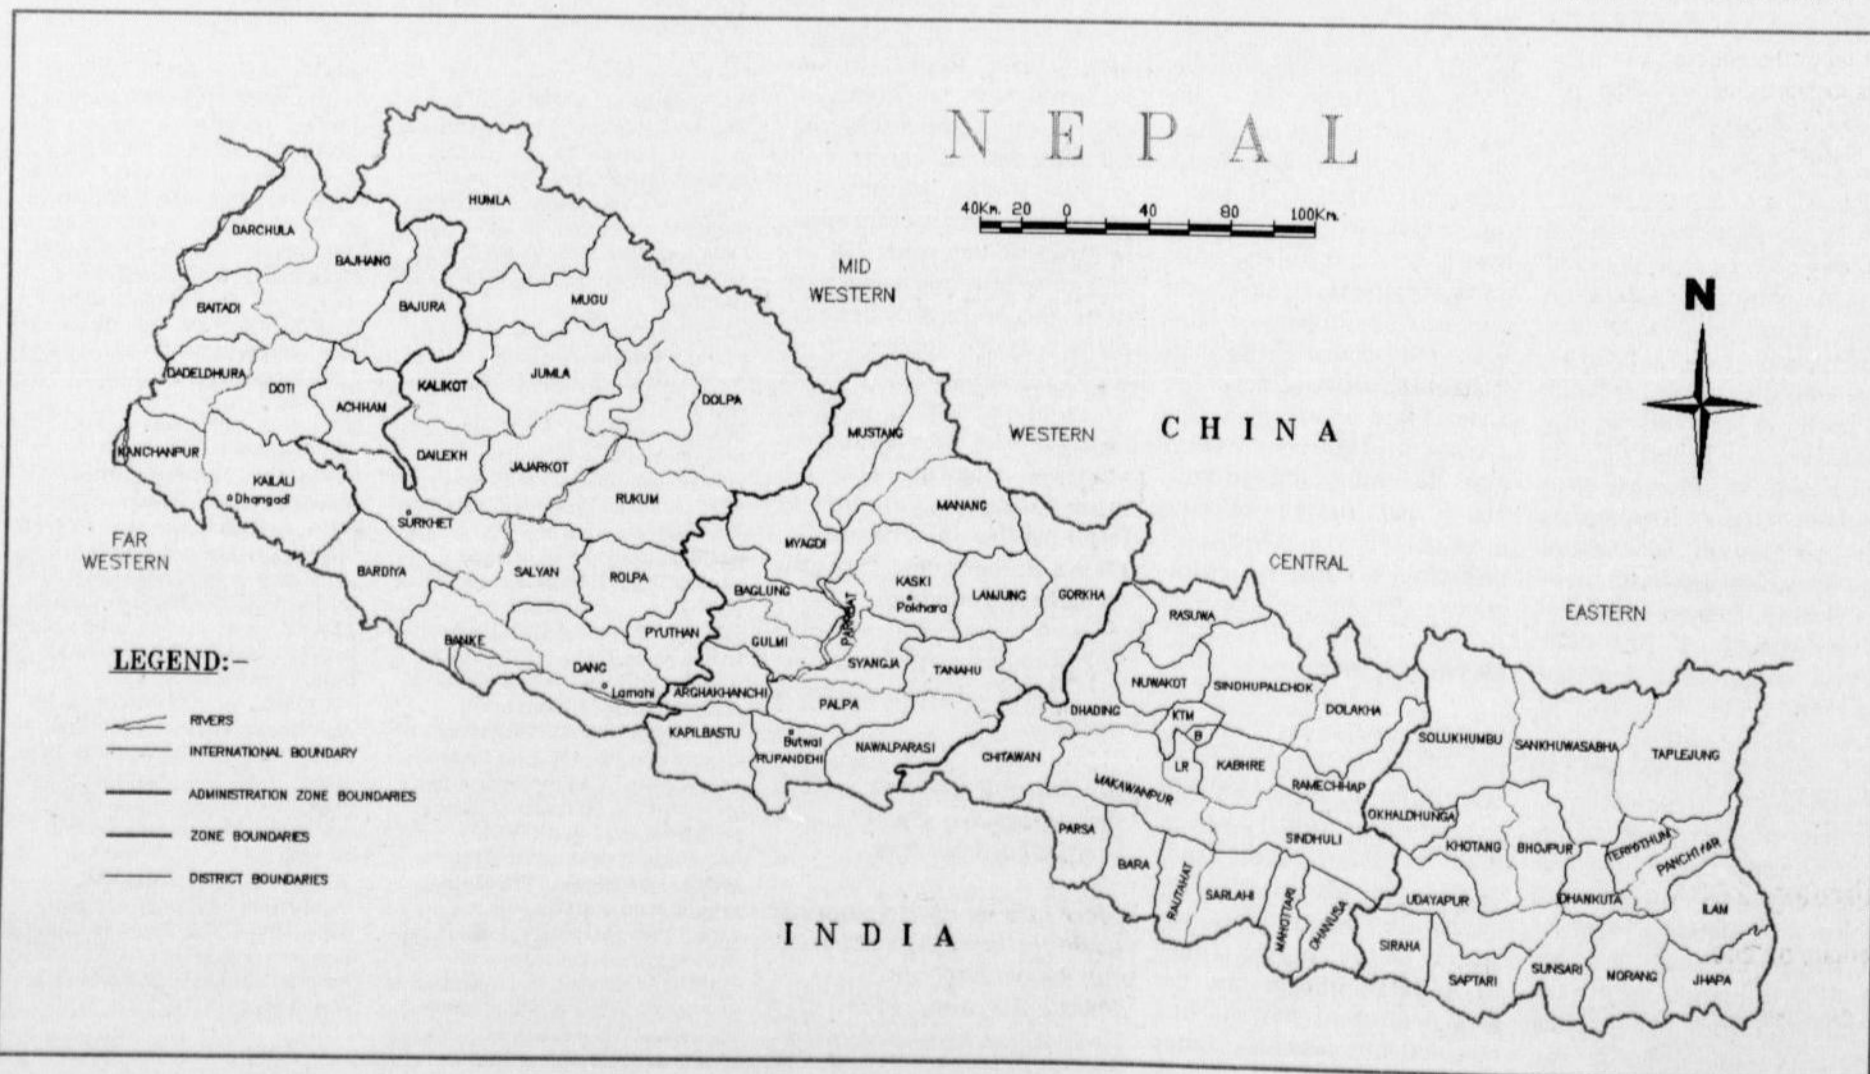 NEPAL
40Km. 20 0 40 80 100Km.
HUMLA
DARCHULA
BAJHANG
MID
WESTERN
BAITADI
BAJURA
MUGU
N
DADELDHURA
DOTI
ACHHAM
KALIKOT
JUMLA
DOLPA
MUSTANG
WESTERN
CHINA
KANCHANPUR
KAILALI
Dhangadi
DAILEKH
JAJARKOT
RUKUM
MANANG
SURKHET
FAR
WESTERN
MYAGDI
CENTRAL
BARDIYA
SALYAN
ROLPA
BAGLUNG
KASKI
Pokhara
LAMJUNG
GORKHA
RASUWA
EASTERN
BANKE
PYUTHAN
GULMI
PARBAT
SYANGJA
TANAHU
LEGEND:-
DANG
Lamahi
ARGHAKHANCHI
PALPA
NUWAKOT
SINDHUPALCHOK
DHADING
KTM
DOLAKHA
RIVERS
KAPILBASTU
Butwal
RUPANDEHI
NAWALPARASI
CHITAWAN
B
LR
KABHRE
SOLUKHUMBU
SANKHUWASABHA
TAPLEJUNG
INTERNATIONAL BOUNDARY
ADMINISTRATION ZONE BOUNDARIES
MAKAWANPUR
RAMECHHAP
OKHALDHUNGA
ZONE BOUNDARIES
PARSA
SINDHULI
KHOTANG
BHOJPUR
TERHTHUM
PANCHTHAR
DISTRICT BOUNDARIES
BARA
RAUTAHAT
SARLAHI
MAHOTTARI
DHANUSA
UDAYAPUR
DHANKUTA
ILAM
INDIA
SIRAHA
SAPTARI
SUNSARI
MORANG
JHAPA